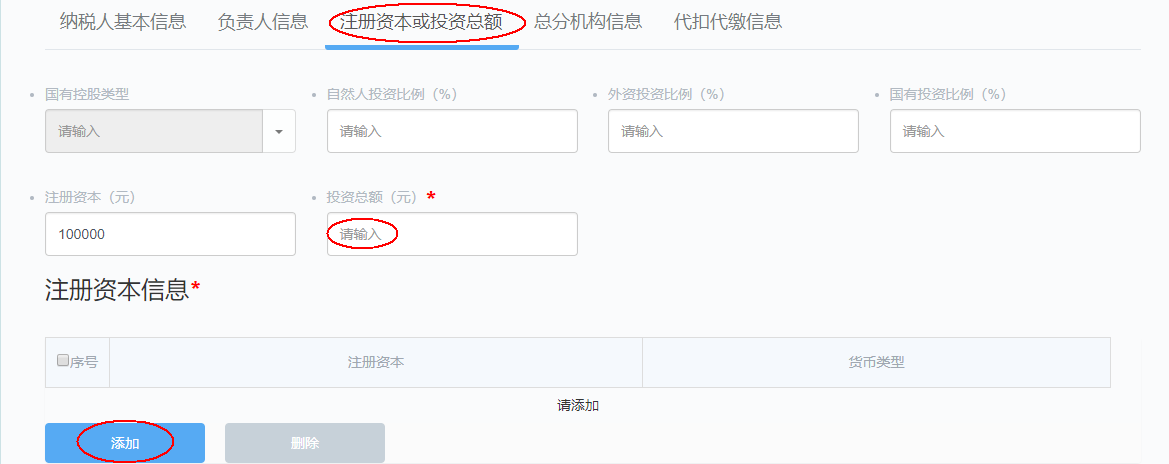 纳税人基本信息 负责人信息 注册资本或投资总额 总分机构信息 代扣代缴信息
国有控股类型 自然人投资比例（%） 外资投资比例（%） 国有投资比例（%）
请输入 请输入 请输入 请输入
注册资本（元） 投资总额（元） *
100000 请输入
注册资本信息*
序号 注册资本 货币类型
请添加
添加 删除